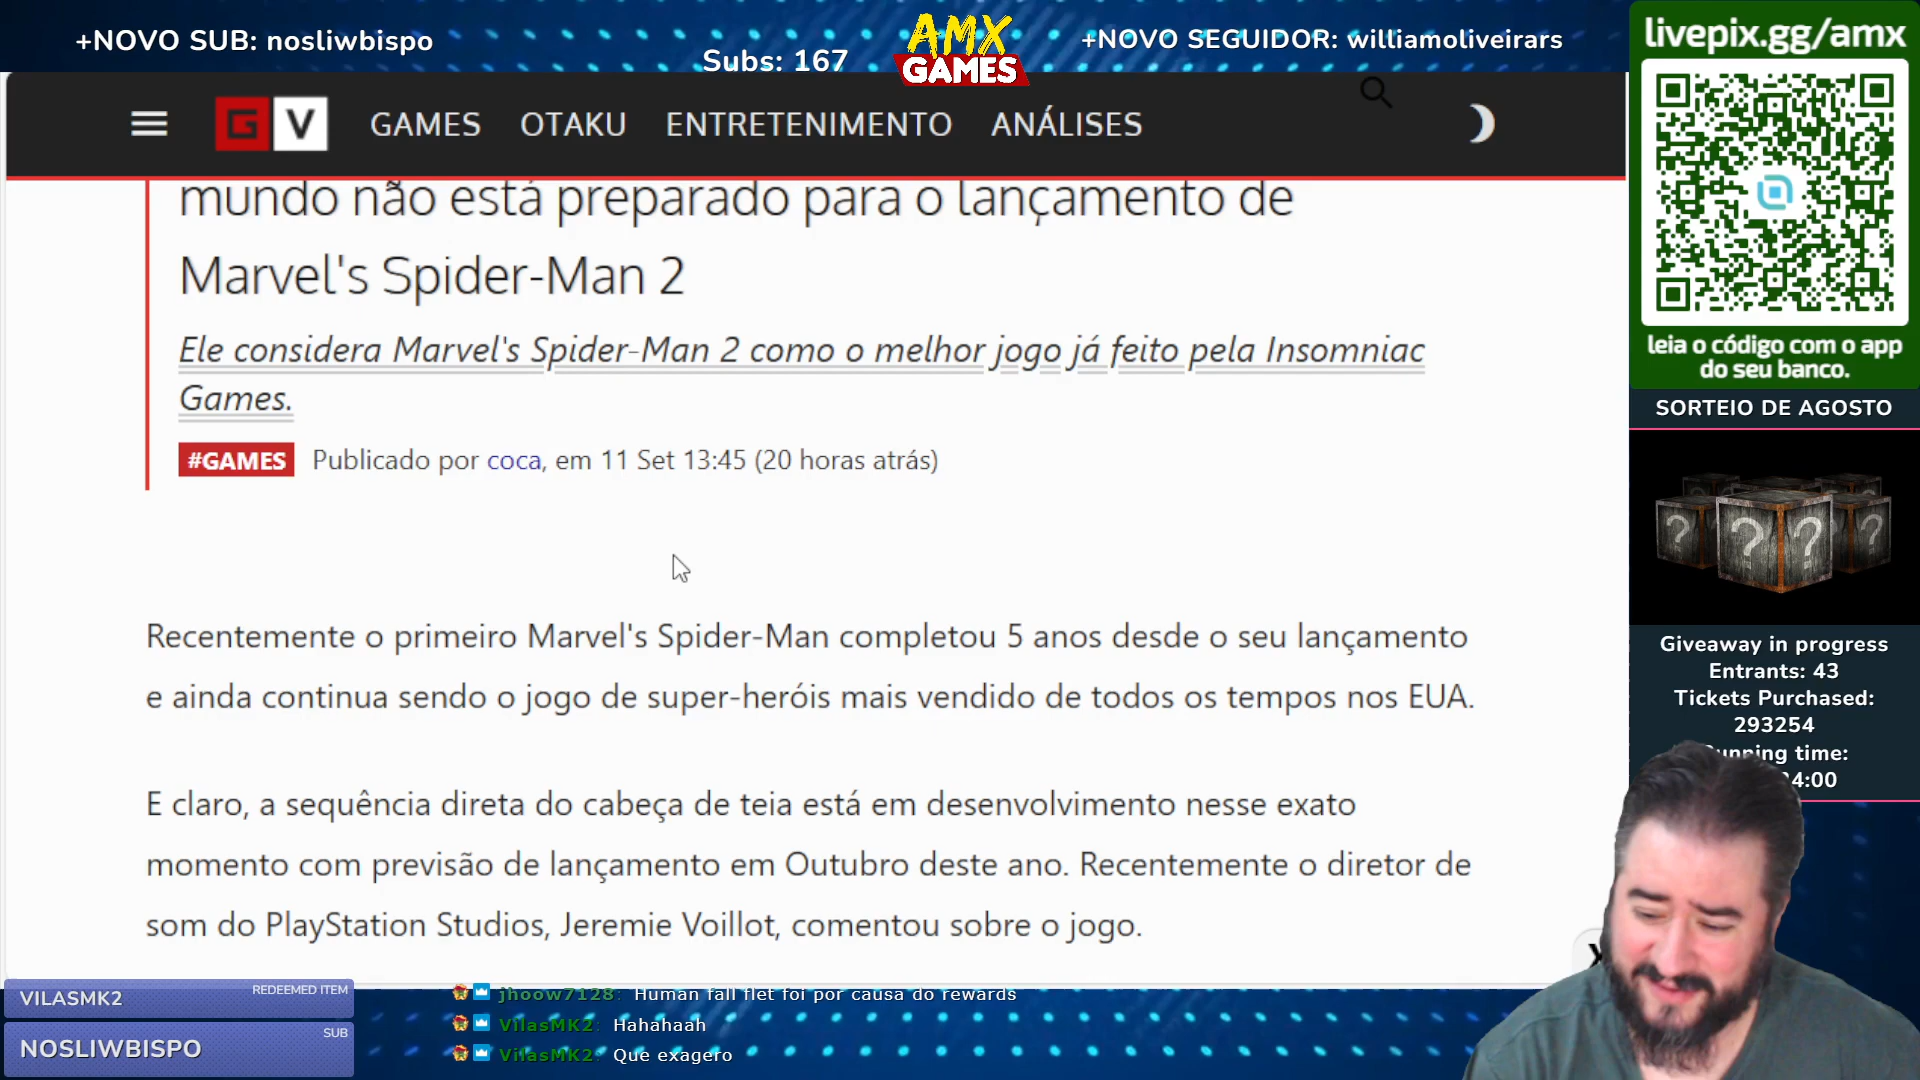 +NOVO SUB: nosliwbispo
Subs: 167
AMX
GAMES
+NOVO SEGUIDOR: williamoliveirars
livepix.gg/amx
leia o código com o app
do seu banco.
SORTEIO DE AGOSTO
Giveaway in progress
Entrants: 43
Tickets Purchased:
293254
unning time:
4:00
G V GAMES OTAKU ENTRETENIMENTO ANÁLISES
mundo não está preparado para o lançamento de
Marvel's Spider-Man 2
Ele considera Marvel's Spider-Man 2 como o melhor jogo já feito pela Insomniac
Games.
#GAMES Publicado por coca, em 11 Set 13:45 (20 horas atrás)
Recentemente o primeiro Marvel's Spider-Man completou 5 anos desde o seu lançamento
e ainda continua sendo o jogo de super-heróis mais vendido de todos os tempos nos EUA.
E claro, a sequência direta do cabeça de teia está em desenvolvimento nesse exato
momento com previsão de lançamento em Outubro deste ano. Recentemente o diretor de
som do PlayStation Studios, Jeremie Voillot, comentou sobre o jogo.
X
VILASMK2 REDEEMED ITEM
NOSLIWBISPO SUB
jhoow7128: Human fall flet foi por causa do rewards
VilasMK2: Hahahaah
VilasMK2: Que exagero